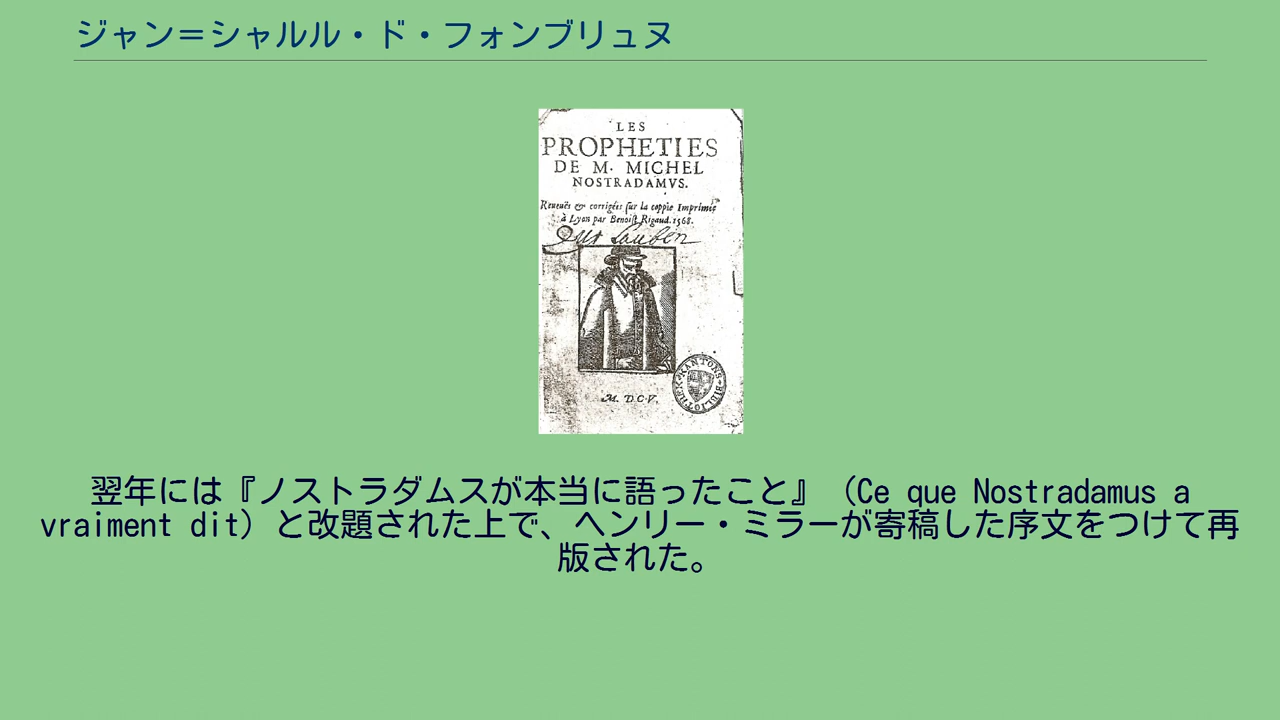 ジャン＝シャルル・ド・フォンブリュヌ
LES
PROPHETIES
DE M. MICHEL
NOSTRADAMVS.
Reueuës & corrigées sur la coppie Imprimée
à Lyon par Benoist Rigaud. 1568.
M. DCV.
翌年には『ノストラダムスが本当に語ったこと』（Ce que Nostradamus a
vraiment dit）と改題された上で、ヘンリー・ミラーが寄稿した序文をつけて再
版された。